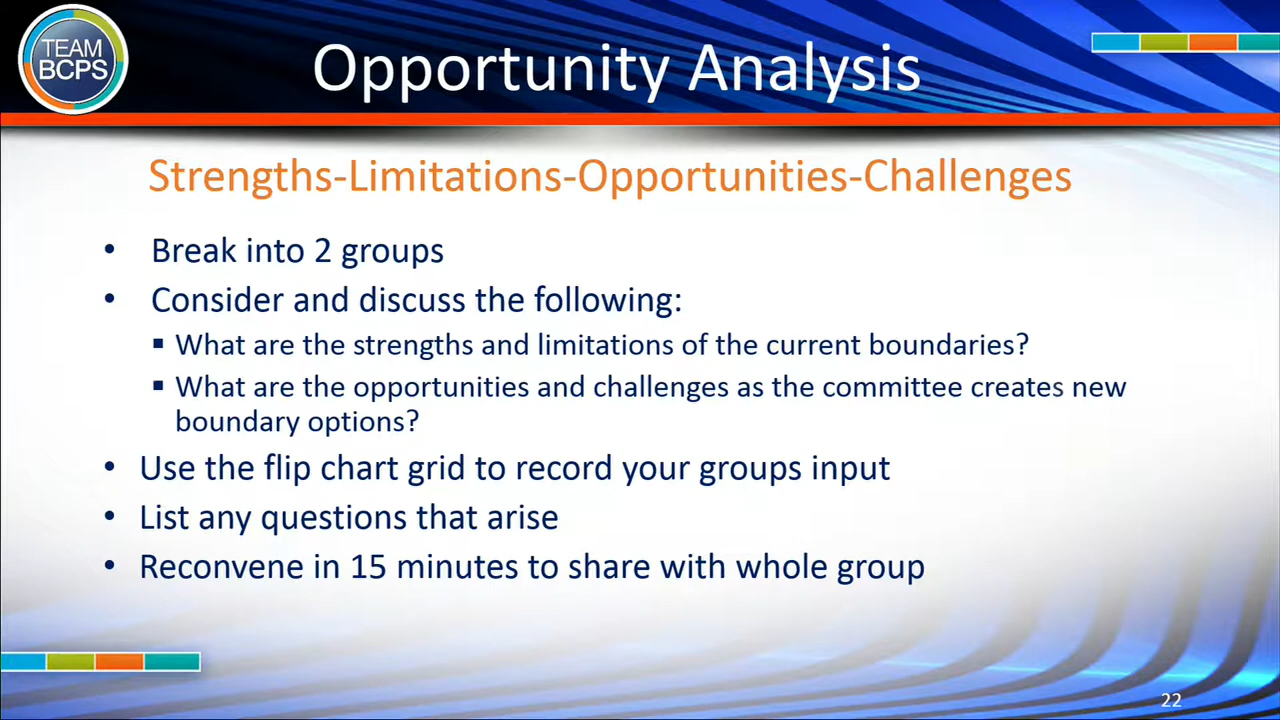 TEAM
BCPS
Opportunity Analysis
Strengths-Limitations-Opportunities-Challenges
• Break into 2 groups
• Consider and discuss the following:
▪ What are the strengths and limitations of the current boundaries?
▪ What are the opportunities and challenges as the committee creates new
boundary options?
• Use the flip chart grid to record your groups input
• List any questions that arise
• Reconvene in 15 minutes to share with whole group
22